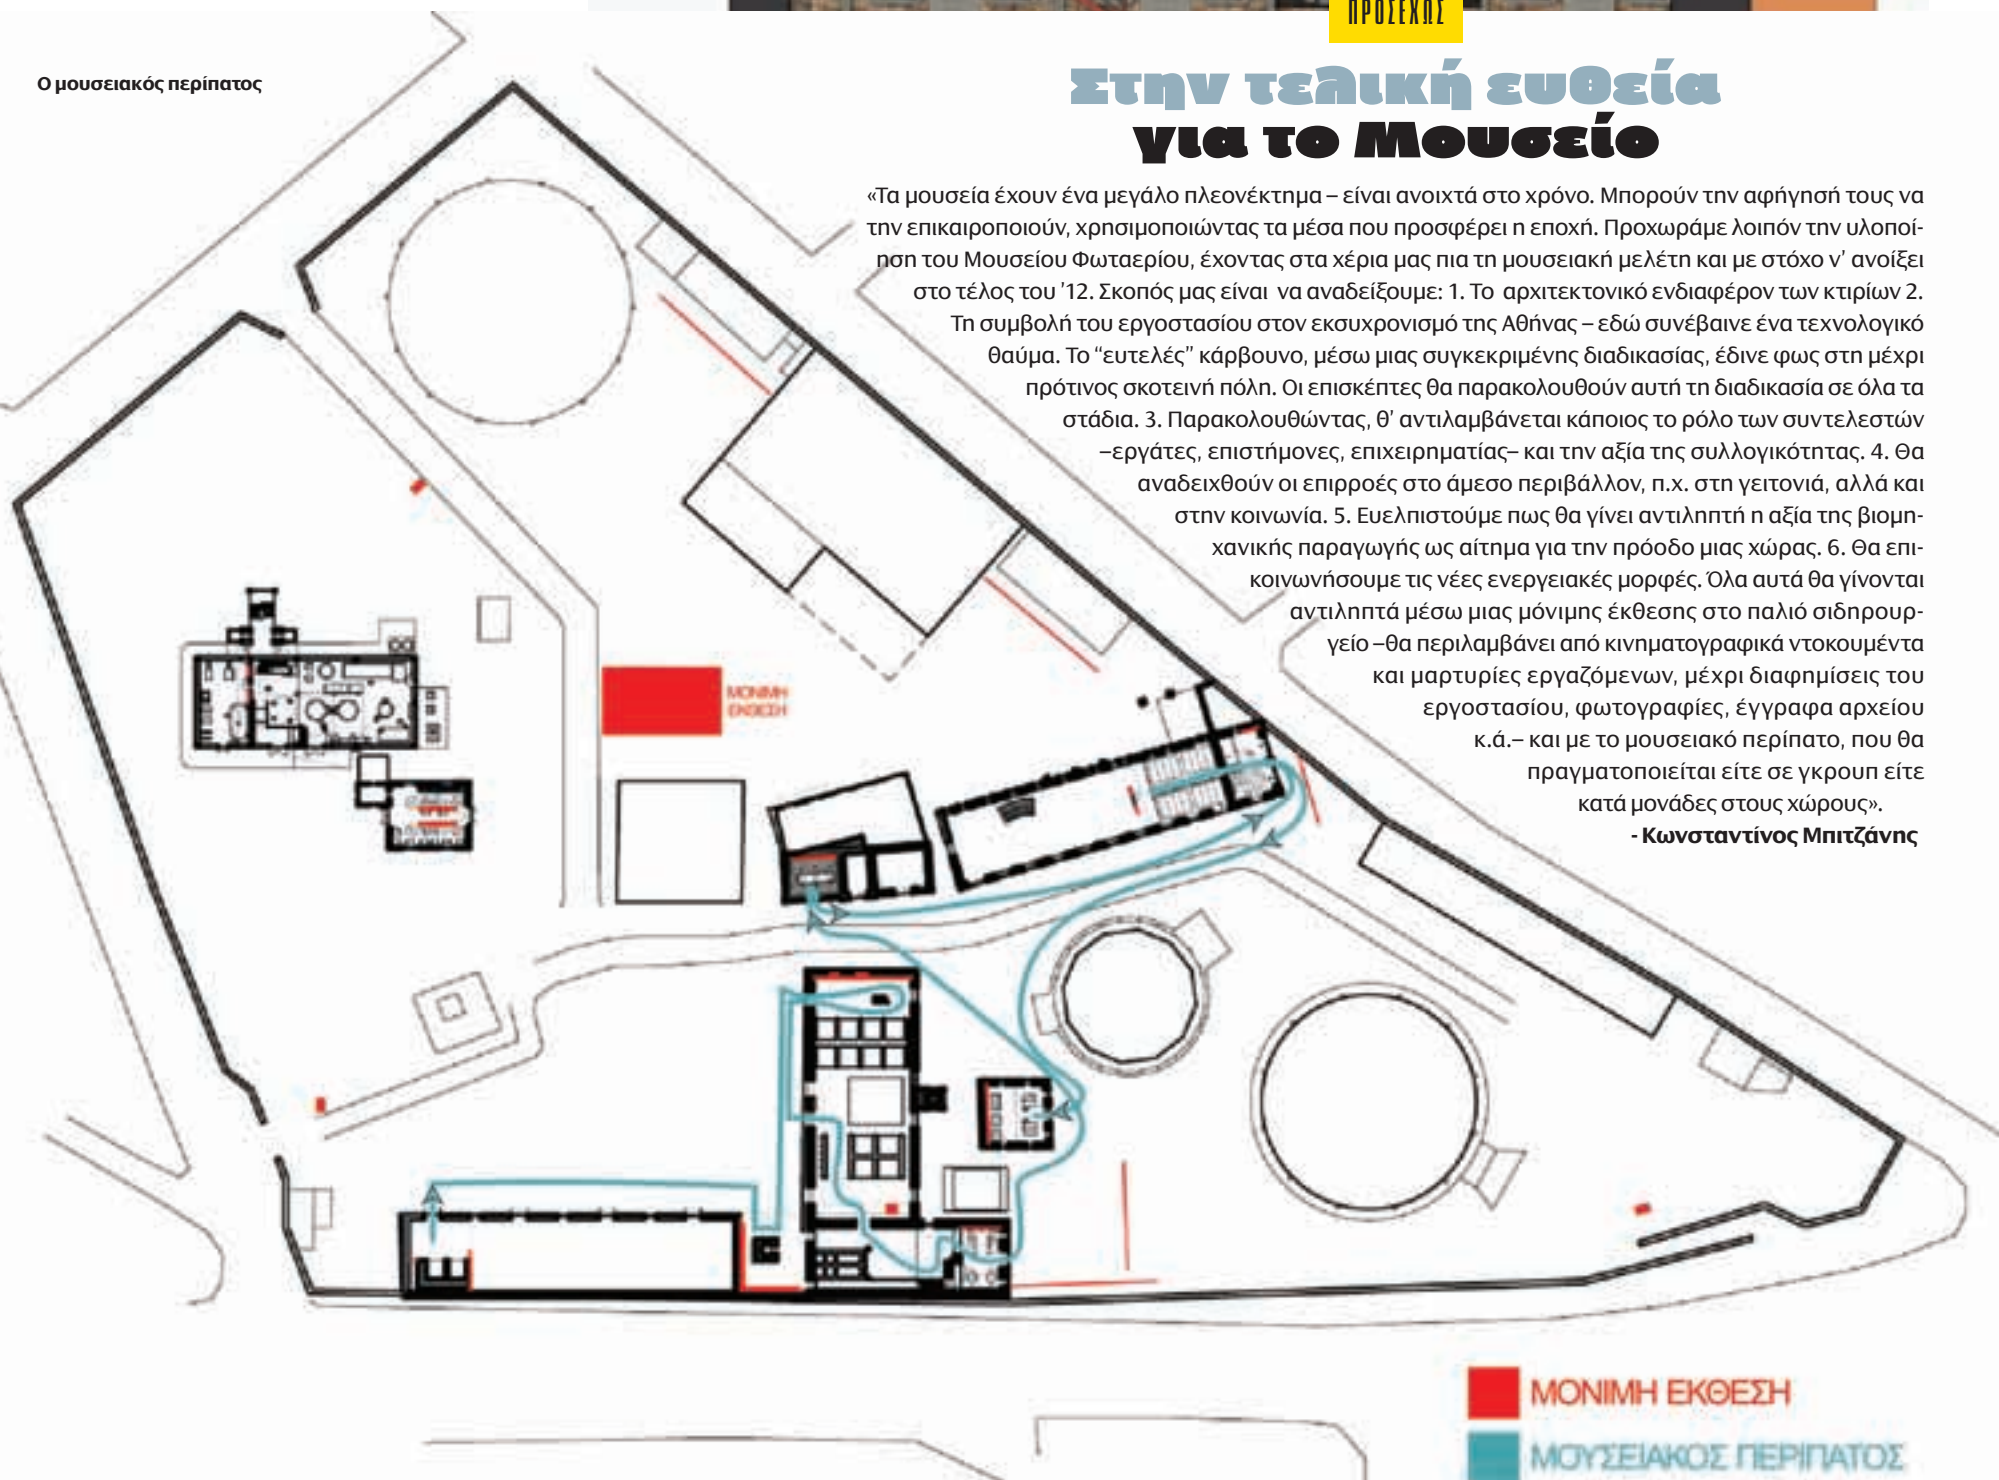 ΠΡΟΣΕΧΩΣ
Ο μουσειακός περίπατος
Στην τελική ευθεία
για το Μουσείο
«Τα μουσεία έχουν ένα μεγάλο πλεονέκτημα – είναι ανοιχτά στο χρόνο. Μπορούν την αφήγησή τους να
την επικαιροποιούν, χρησιμοποιώντας τα μέσα που προσφέρει η εποχή. Προχωράμε λοιπόν την υλοποί-
ηση του Μουσείου Φωταερίου, έχοντας στα χέρια μας πια τη μουσειακή μελέτη και με στόχο ν’ ανοίξει
στο τέλος του ’12. Σκοπός μας είναι να αναδείξουμε: 1. Το αρχιτεκτονικό ενδιαφέρον των κτιρίων 2.
Τη συμβολή του εργοστασίου στον εκσυχρονισμό της Αθήνας – εδώ συνέβαινε ένα τεχνολογικό
θαύμα. Το “ευτελές” κάρβουνο, μέσω μιας συγκεκριμένης διαδικασίας, έδινε φως στη μέχρι
πρότινος σκοτεινή πόλη. Οι επισκέπτες θα παρακολουθούν αυτή τη διαδικασία σε όλα τα
στάδια. 3. Παρακολουθώντας, θ’ αντιλαμβάνεται κάποιος το ρόλο των συντελεστών
–εργάτες, επιστήμονες, επιχειρηματίας– και την αξία της συλλογικότητας. 4. Θα
αναδειχθούν οι επιρροές στο άμεσο περιβάλλον, π.χ. στη γειτονιά, αλλά και
στην κοινωνία. 5. Ευελπιστούμε πως θα γίνει αντιληπτή η αξία της βιομη-
χανικής παραγωγής ως αίτημα για την πρόοδο μιας χώρας. 6. Θα επι-
κοινωνήσουμε τις νέες ενεργειακές μορφές. Όλα αυτά θα γίνονται
αντιληπτά μέσω μιας μόνιμης έκθεσης στο παλιό σιδηρουρ-
γείο –θα περιλαμβάνει από κινηματογραφικά ντοκουμέντα
και μαρτυρίες εργαζόμενων, μέχρι διαφημίσεις του
εργοστασίου, φωτογραφίες, έγγραφα αρχείου
κ.ά.– και με το μουσειακό περίπατο, που θα
πραγματοποιείται είτε σε γκρουπ είτε
κατά μονάδες στους χώρους».
- Κωνσταντίνος Μπιτζάνης
ΜΟΝΙΜΗ
ΕΚΘΕΣΗ
ΜΟΝΙΜΗ ΕΚΘΕΣΗ
ΜΟΥΣΕΙΑΚΟΣ ΠΕΡΙΠΑΤΟΣ